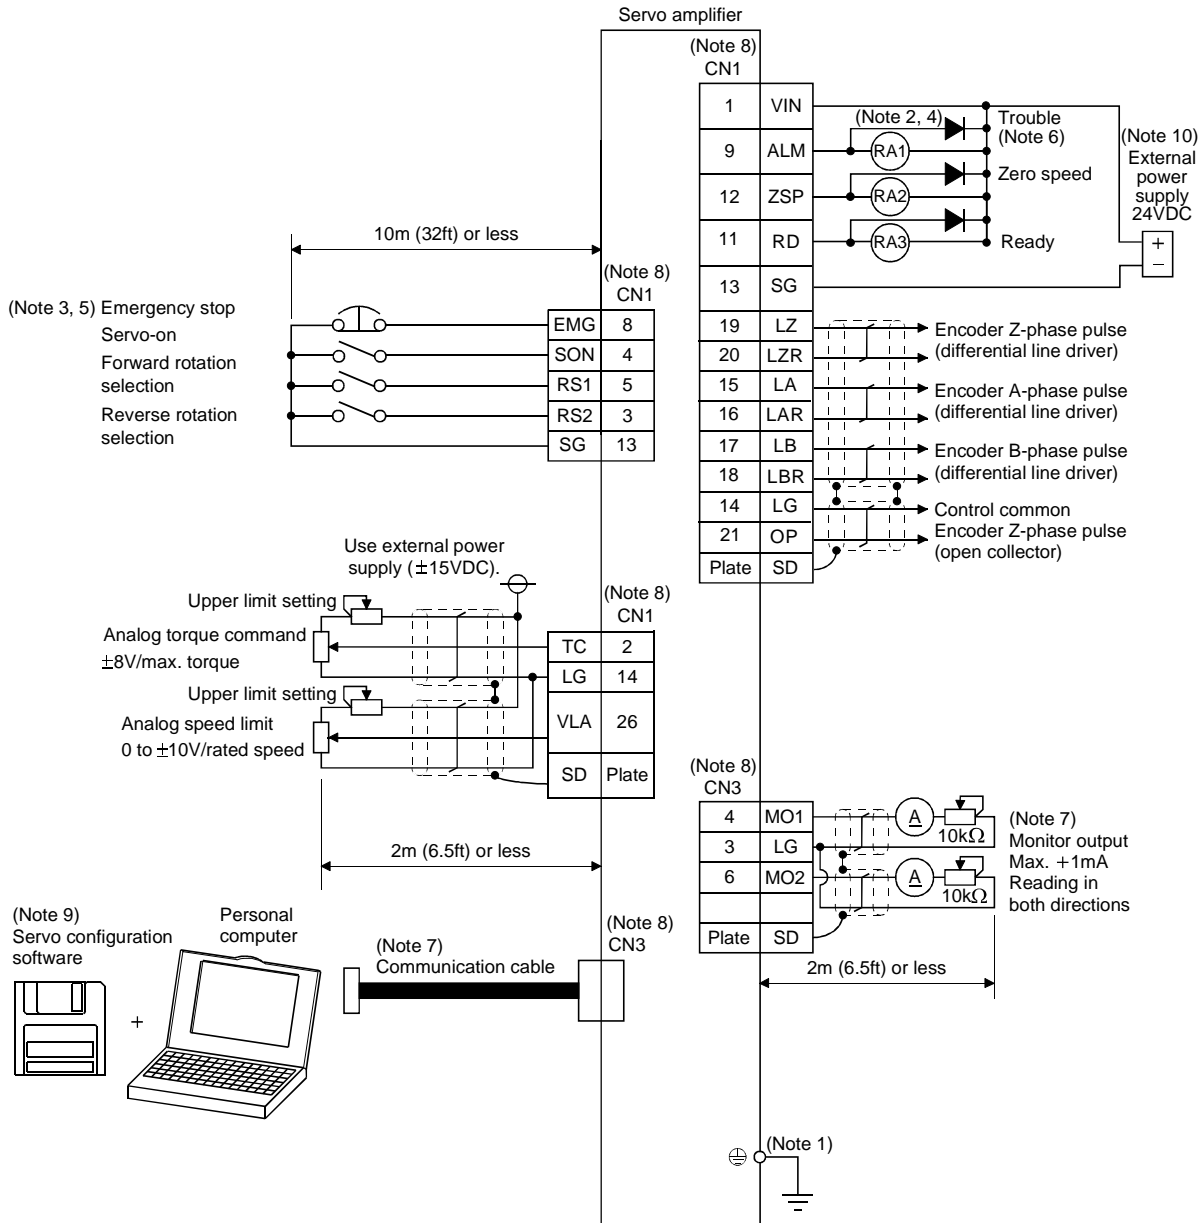 Servo amplifier
(Note 8)
CN1
1 VIN
9 ALM
12 ZSP
11 RD
13 SG
19 LZ
20 LZR
15 LA
16 LAR
17 LB
18 LBR
14 LG
21 OP
Plate SD
(Note 2, 4)
RA1
RA2
RA3
Trouble
(Note 6)
Zero speed
Ready
(Note 10)
External
power
supply
24VDC
+
−
Encoder Z-phase pulse
(differential line driver)
Encoder A-phase pulse
(differential line driver)
Encoder B-phase pulse
(differential line driver)
Control common
Encoder Z-phase pulse
(open collector)
10m (32ft) or less
(Note 8)
CN1
(Note 3, 5) Emergency stop
Servo-on
Forward rotation
selection
Reverse rotation
selection
EMG 8
SON 4
RS1 5
RS2 3
SG 13
Use external power
supply (±15VDC).
(Note 8)
CN1
Upper limit setting
Analog torque command
±8V/max. torque
Upper limit setting
Analog speed limit
0 to ±10V/rated speed
TC 2
LG 14
VLA 26
SD Plate
2m (6.5ft) or less
(Note 8)
CN3
4 MO1
3 LG
6 MO2
Plate SD
A
10kΩ
A
10kΩ
(Note 7)
Monitor output
Max. +1mA
Reading in
both directions
2m (6.5ft) or less
(Note 9)
Servo configuration
software
+
Personal
computer
(Note 7)
Communication cable
(Note 8)
CN3
(Note 1)